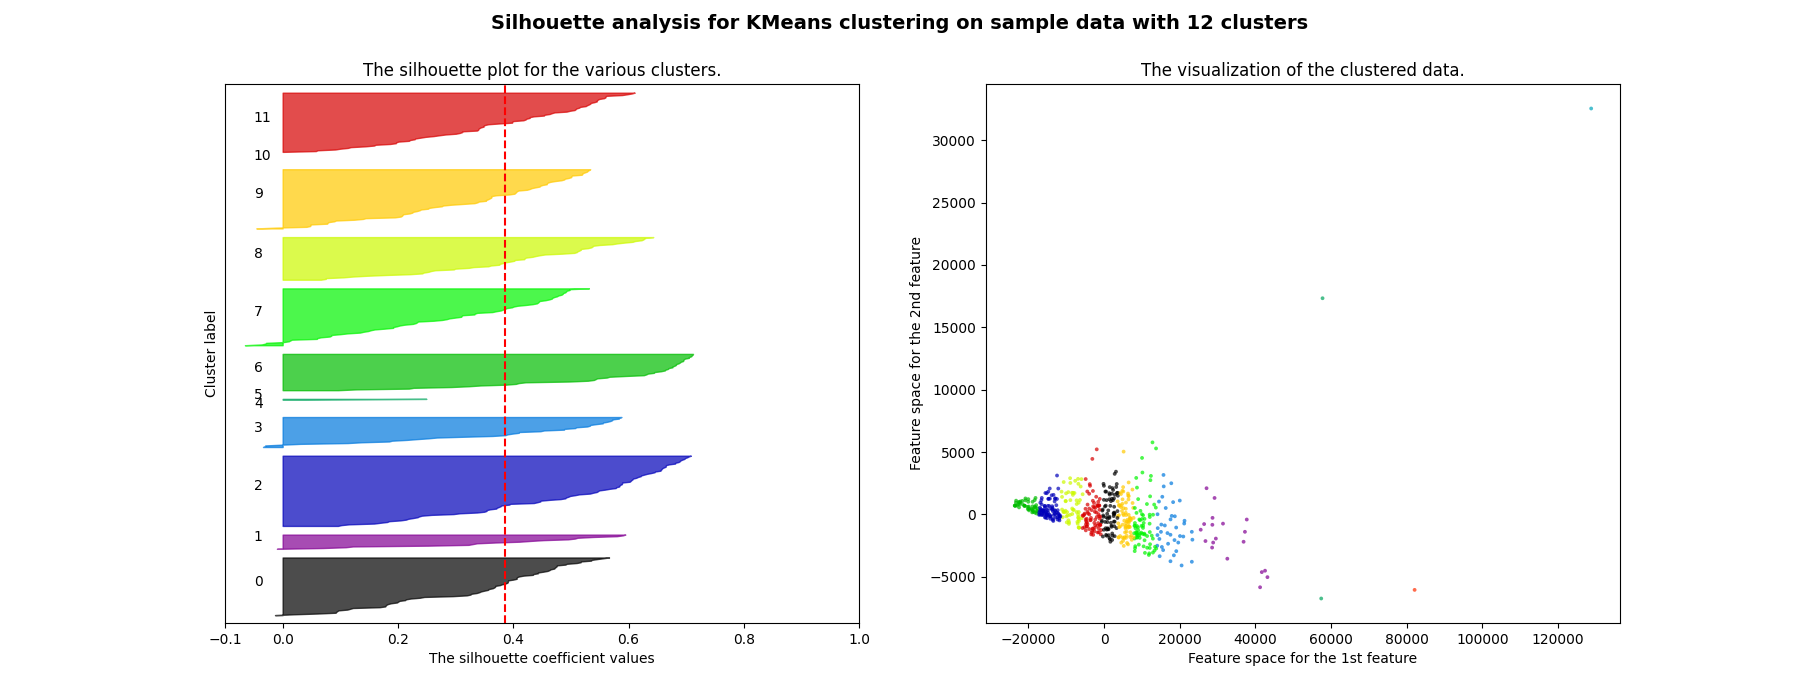 Silhouette analysis for KMeans clustering on sample data with 12 clusters
The silhouette plot for the various clusters.
11
10
9
8
7
6
5
4
3
2
1
0
Cluster label
−0.1 0.0 0.2 0.4 0.6 0.8 1.0
The silhouette coefficient values
The visualization of the clustered data.
30000
25000
20000
15000
10000
5000
0
−5000
Feature space for the 2nd feature
−20000 0 20000 40000 60000 80000 100000 120000
Feature space for the 1st feature